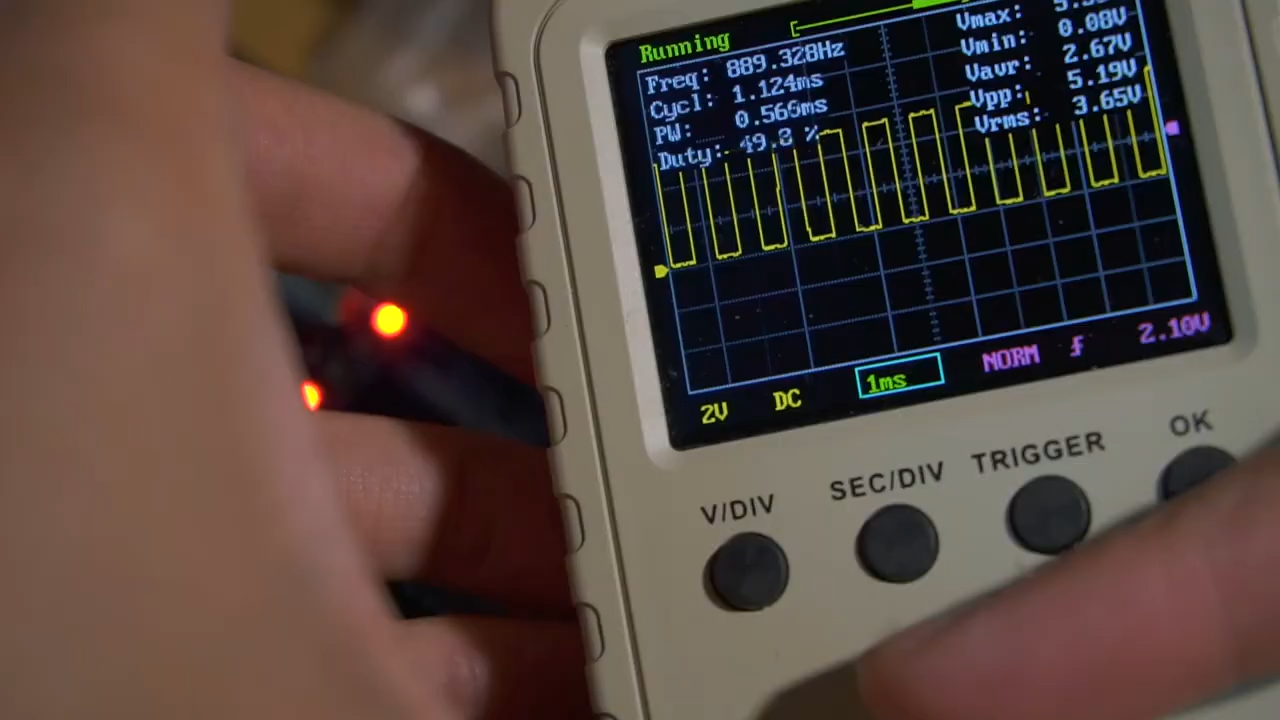 Running
Freq: 889.328Hz
Cycl: 1.124ms
PW: 0.560ms
Duty: 49.8 %
Vmax:
Vmin: 0.08V
Vavr: 2.67V
Vpp: 5.19V
Vrms: 3.65V
2V DC 1ms NORM 2.10V
V/DIV SEC/DIV TRIGGER OK